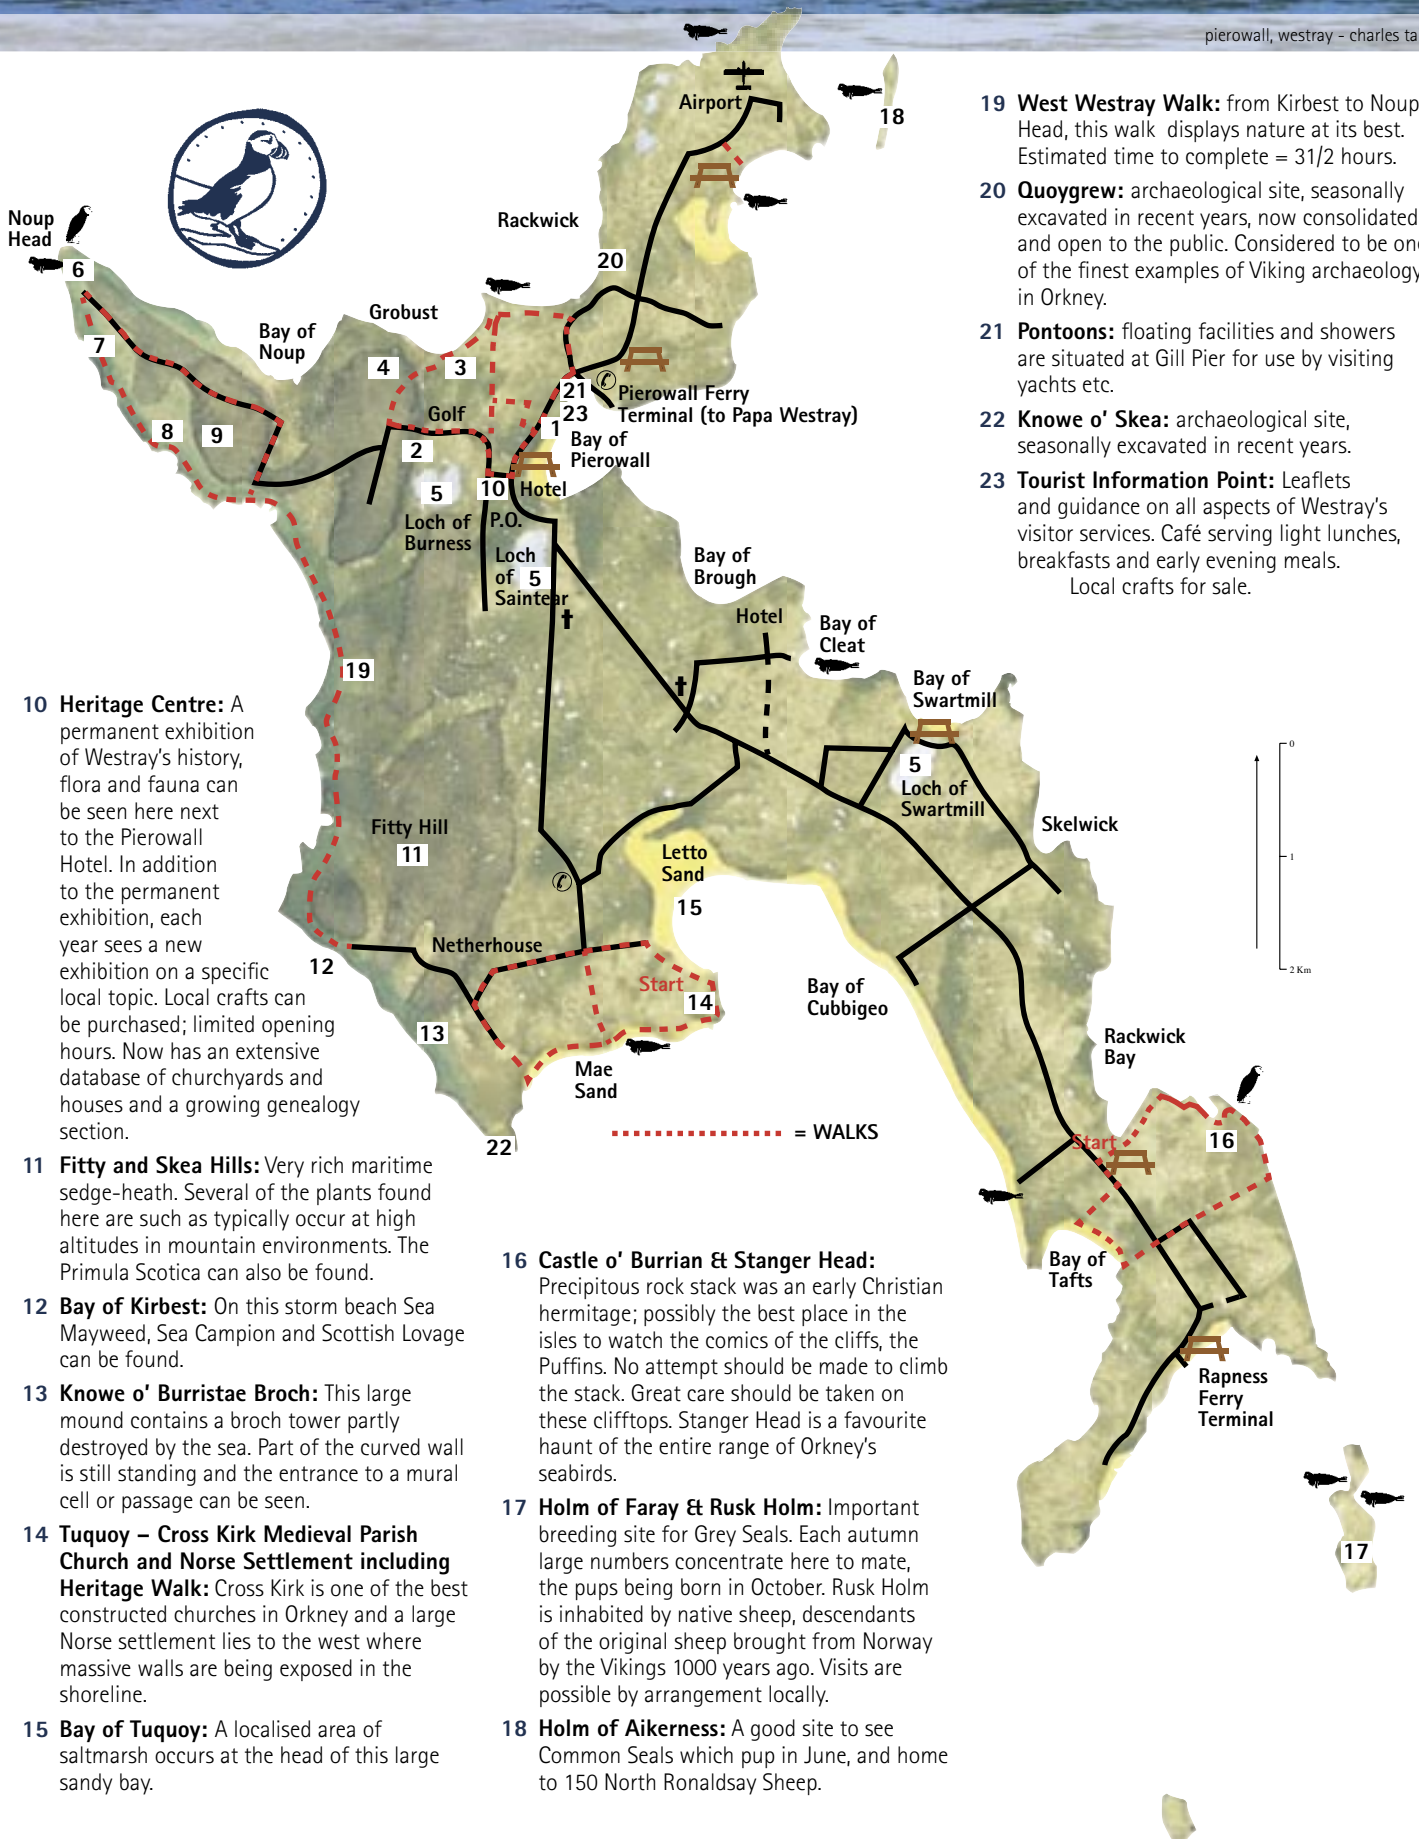 pierowall, westray - charles ta
Airport
18
Noup
Head
6
Rackwick
20
Grobust
Bay of
Noup
7
4
3
21
Pierowall Ferry
Terminal (to Papa Westray)
Golf
23
1
8
9
2
Bay of
Pierowall
5
10
Hotel
Loch of
Burness
P.O.
Loch
of 5
Saintear
Bay of
Brough
Hotel
Bay of
Cleat
19
Bay of
Swartmill
5
Loch of
Swartmill
Skelwick
Fitty Hill
11
Letto
Sand
15
Netherhouse
12
Start
14
13
Bay of
Cubbigeo
Mae
Sand
22
Rackwick
Bay
Start
16
Bay of
Tafts
Rapness
Ferry
Terminal
17
0
1
2 Km
= WALKS
10 Heritage Centre: A
permanent exhibition
of Westray's history,
flora and fauna can
be seen here next
to the Pierowall
Hotel. In addition
to the permanent
exhibition, each
year sees a new
exhibition on a specific
local topic. Local crafts can
be purchased; limited opening
hours. Now has an extensive
database of churchyards and
houses and a growing genealogy
section.
11 Fitty and Skea Hills: Very rich maritime
sedge-heath. Several of the plants found
here are such as typically occur at high
altitudes in mountain environments. The
Primula Scotica can also be found.
12 Bay of Kirbest: On this storm beach Sea
Mayweed, Sea Campion and Scottish Lovage
can be found.
13 Knowe o' Burristae Broch: This large
mound contains a broch tower partly
destroyed by the sea. Part of the curved wall
is still standing and the entrance to a mural
cell or passage can be seen.
14 Tuquoy – Cross Kirk Medieval Parish
Church and Norse Settlement including
Heritage Walk: Cross Kirk is one of the best
constructed churches in Orkney and a large
Norse settlement lies to the west where
massive walls are being exposed in the
shoreline.
15 Bay of Tuquoy: A localised area of
saltmarsh occurs at the head of this large
sandy bay.
16 Castle o' Burrian & Stanger Head:
Precipitous rock stack was an early Christian
hermitage; possibly the best place in the
isles to watch the comics of the cliffs, the
Puffins. No attempt should be made to climb
the stack. Great care should be taken on
these clifftops. Stanger Head is a favourite
haunt of the entire range of Orkney's
seabirds.
17 Holm of Faray & Rusk Holm: Important
breeding site for Grey Seals. Each autumn
large numbers concentrate here to mate,
the pups being born in October. Rusk Holm
is inhabited by native sheep, descendants
of the original sheep brought from Norway
by the Vikings 1000 years ago. Visits are
possible by arrangement locally.
18 Holm of Aikerness: A good site to see
Common Seals which pup in June, and home
to 150 North Ronaldsay Sheep.
19 West Westray Walk: from Kirbest to Noup
Head, this walk displays nature at its best.
Estimated time to complete = 31/2 hours.
20 Quoygrew: archaeological site, seasonally
excavated in recent years, now consolidated
and open to the public. Considered to be one
of the finest examples of Viking archaeology
in Orkney.
21 Pontoons: floating facilities and showers
are situated at Gill Pier for use by visiting
yachts etc.
22 Knowe o' Skea: archaeological site,
seasonally excavated in recent years.
23 Tourist Information Point: Leaflets
and guidance on all aspects of Westray's
visitor services. Café serving light lunches,
breakfasts and early evening meals.
Local crafts for sale.